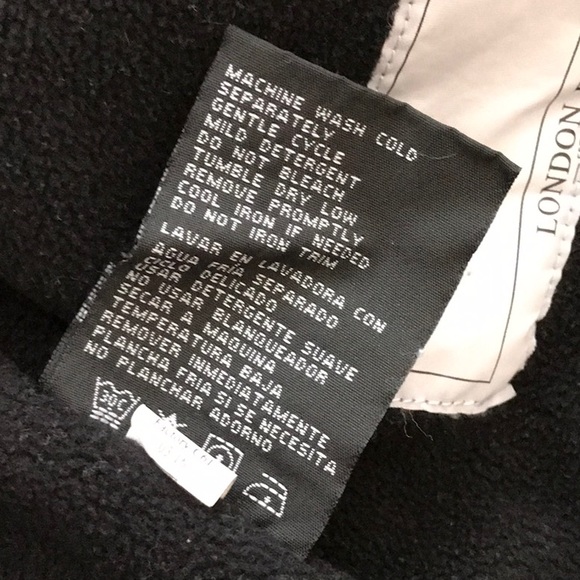 MACHINE WASH COLD
SEPARATELY
GENTLE CYCLE
MILD DETERGENT
DO NOT BLEACH
TUMBLE DRY LOW
REMOVE PROMPTLY
COOL IRON IF NEEDED
DO NOT IRON TRIM
LAVAR EN LAVADORA CON
AGUA FRÍA SEPARADO
CICLO DELICADO
USAR DETERGENTE SUAVE
NO USAR BLANQUEADOR
SECAR A MAQUINA
TEMPERATURA BAJA
REMOVER INMEDIATAMENTE
PLANCHA FRIA SI SE NECESITA
NO PLANCHAR ADORNO
30C
LONDON